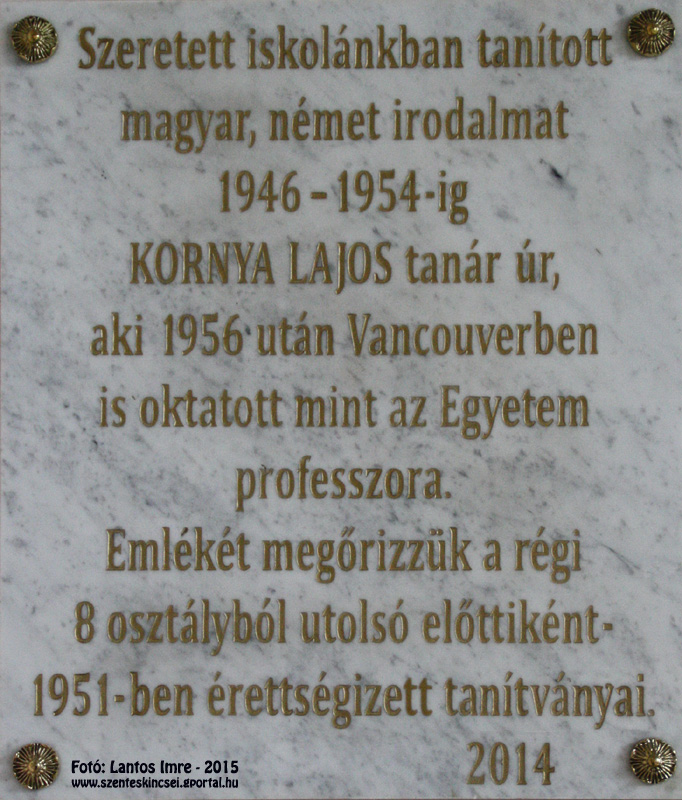 Szeretett iskolánkban tanított
magyar, német irodalmat
1946 – 1954-ig
KORNYA LAJOS tanár úr,
aki 1956 után Vancouverben
is oktatott mint az Egyetem
professzora.
Emlékét megőrizzük a régi
8 osztályból utolsó előttiként-
1951-ben érettségizett tanítványai.
2014
Fotó: Lantos Imre - 2015
www.szenteskincsei.gportal.hu